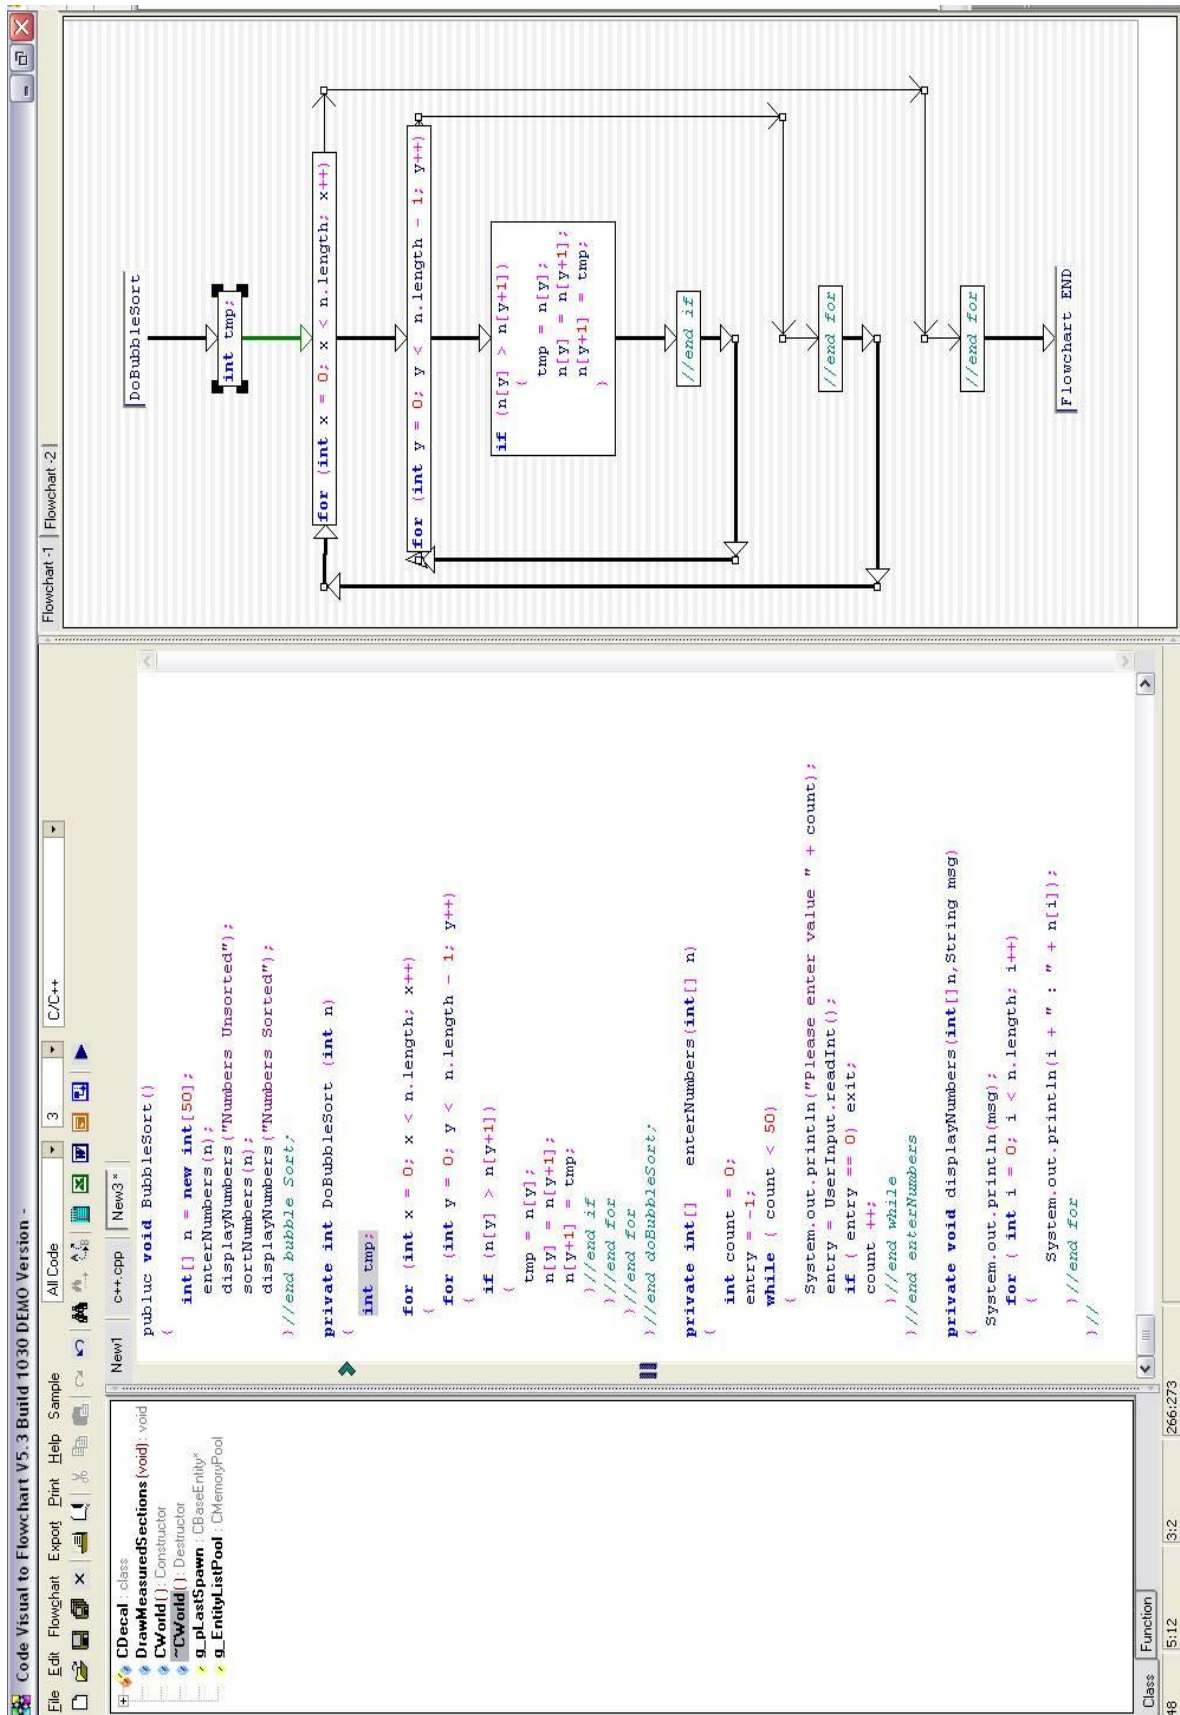 Code Visual to Flowchart V5.3 Build 1030 DEMO Version -
File Edit Flowchart Export Print Help Sample
All Code
3
C/C++
CDecal : class
DrawMeasuredSections (void) : void
CWorld( ) : Constructor
~CWorld( ) : Destructor
g_pLastSpawn : CBaseEntity*
g_EntityListPool : CMemoryPool
Class Function
New1 c++.cpp New3 *
public void BubbleSort()
{
int[] n = new int[50];
enterNumbers(n);
displayNumbers("Numbers Unsorted");
sortNumbers(n);
displayNumbers("Numbers Sorted");
}//end bubble Sort;
private int DoBubbleSort (int n)
{
int tmp;
for (int x = 0; x < n.length; x++)
{
for (int y = 0; y < n.length - 1; y++)
{
if (n[y] > n[y+1])
{
tmp = n[y];
n[y] = n[y+1];
n[y+1] = tmp;
}//end if
}//end for
}//end for
}//end doBubbleSort;
private int[] enterNumbers(int[] n)
{
int count = 0;
entry = -1;
while ( count < 50)
{
System.out.println("Please enter value " + count);
entry = UserInput.readInt();
if ( entry == 0) exit;
count ++;
}//end while
}//end enterNumbers
private void displayNumbers(int[]n,String msg)
{
System.out.println(msg);
for ( int i = 0; i < n.length; i++)
{
System.out.println(i + " : " + n[i]);
}//end for
}//
Flowchart -1 Flowchart -2
DoBubbleSort
int tmp;
for (int x = 0; x < n.length; x++)
for (int y = 0; y < n.length - 1; y++)
if (n[y] > n[y+1])
{
tmp = n[y];
n[y] = n[y+1];
n[y+1] = tmp;
}
//end if
//end for
//end for
Flowchart END
48 5:12 3:2 266:273